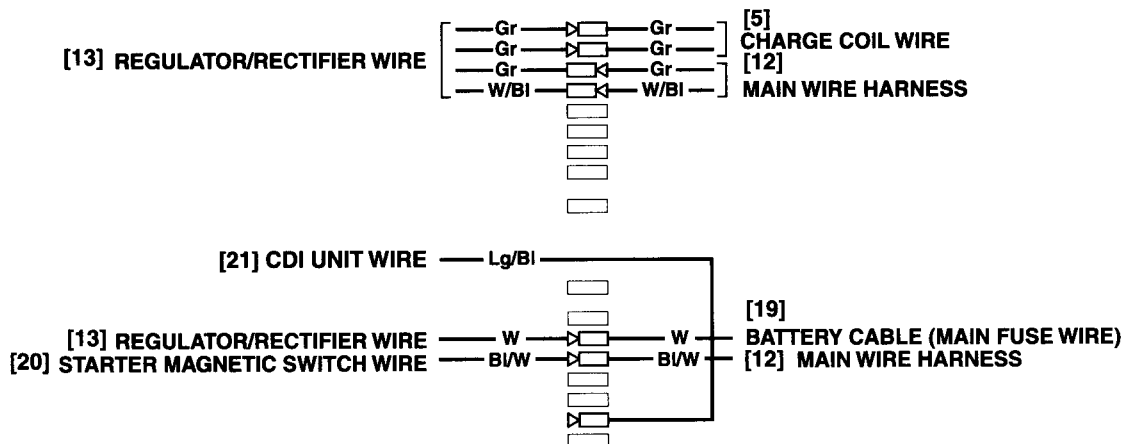 Gr Gr [5]
Gr Gr CHARGE COIL WIRE
[13] REGULATOR/RECTIFIER WIRE Gr Gr [12]
W/Bl W/Bl MAIN WIRE HARNESS
[21] CDI UNIT WIRE Lg/Bl
[19]
[13] REGULATOR/RECTIFIER WIRE W W BATTERY CABLE (MAIN FUSE WIRE)
[20] STARTER MAGNETIC SWITCH WIRE Bl/W Bl/W [12] MAIN WIRE HARNESS